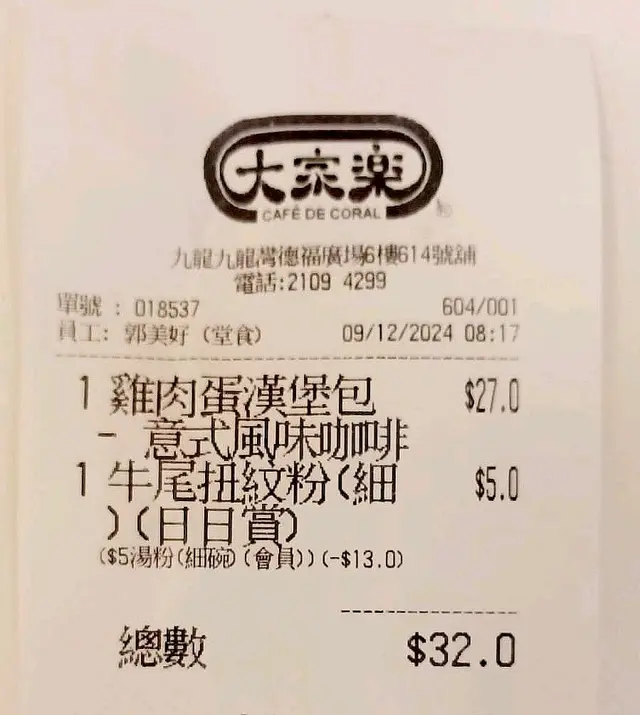 大家樂
CAFÉ DE CORAL
九龍九龍灣德福廣場6樓614號舖
電話:2109 4299
單號 : 018537 604/001
員工: 郭美好 (堂食) 09/12/2024 08:17
1 雞肉蛋漢堡包 $27.0
- 意式風味咖啡
1 牛尾扭紋粉(細 $5.0
)(日日賞)
($5湯粉(細碗)(會員))(-$13.0)
總數 $32.0